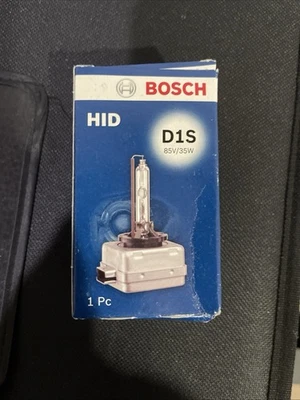 BOSCH
HID
D1S
85V/35W
1 Pc